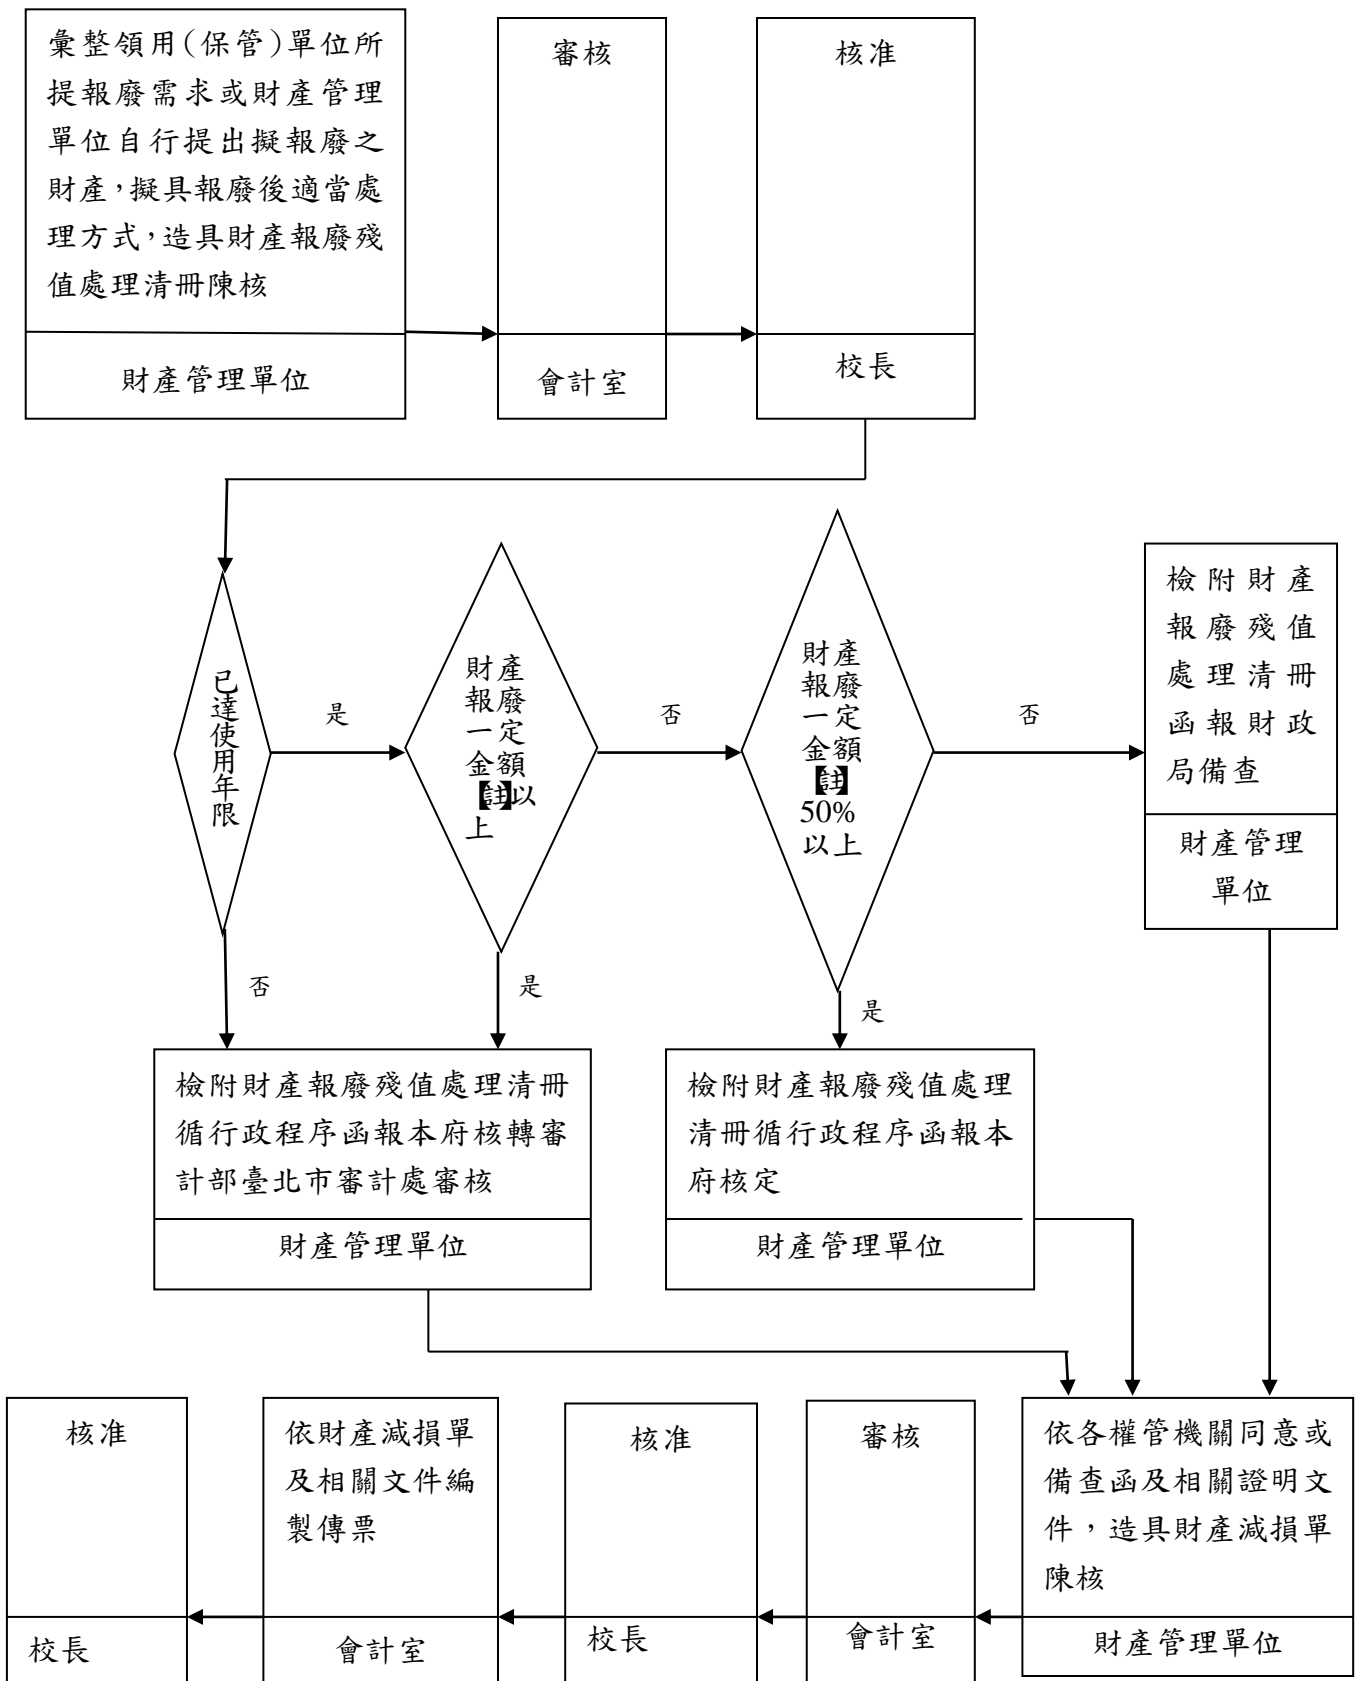 彙整領用(保管)單位所
提報廢需求或財產管理
單位自行提出擬報廢之
財產，擬具報廢後適當處
理方式，造具財產報廢殘
值處理清冊陳核
財產管理單位
審核
會計室
核准
校長
已達使用年限
是
否
財產
報廢
一定
金額
【註】以
上
否
是
財產
報廢
一定
金額
【註】
50%
以上
否
是
檢附財產
報廢殘值
處理清冊
函報財政
局備查
財產管理
單位
檢附財產報廢殘值處理清冊
循行政程序函報本府核轉審
計部臺北市審計處審核
財產管理單位
檢附財產報廢殘值處理
清冊循行政程序函報本
府核定
財產管理單位
依各權管機關同意或
備查函及相關證明文
件，造具財產減損單
陳核
財產管理單位
審核
會計室
核准
校長
依財產減損單
及相關文件編
製傳票
會計室
核准
校長